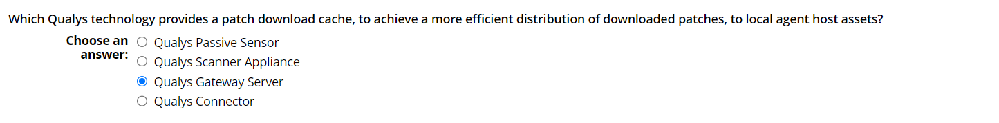 Which Qualys technology provides a patch download cache, to achieve a more efficient distribution of downloaded patches, to local agent host assets?
Choose an answer:
Qualys Passive Sensor
Qualys Scanner Appliance
Qualys Gateway Server
Qualys Connector